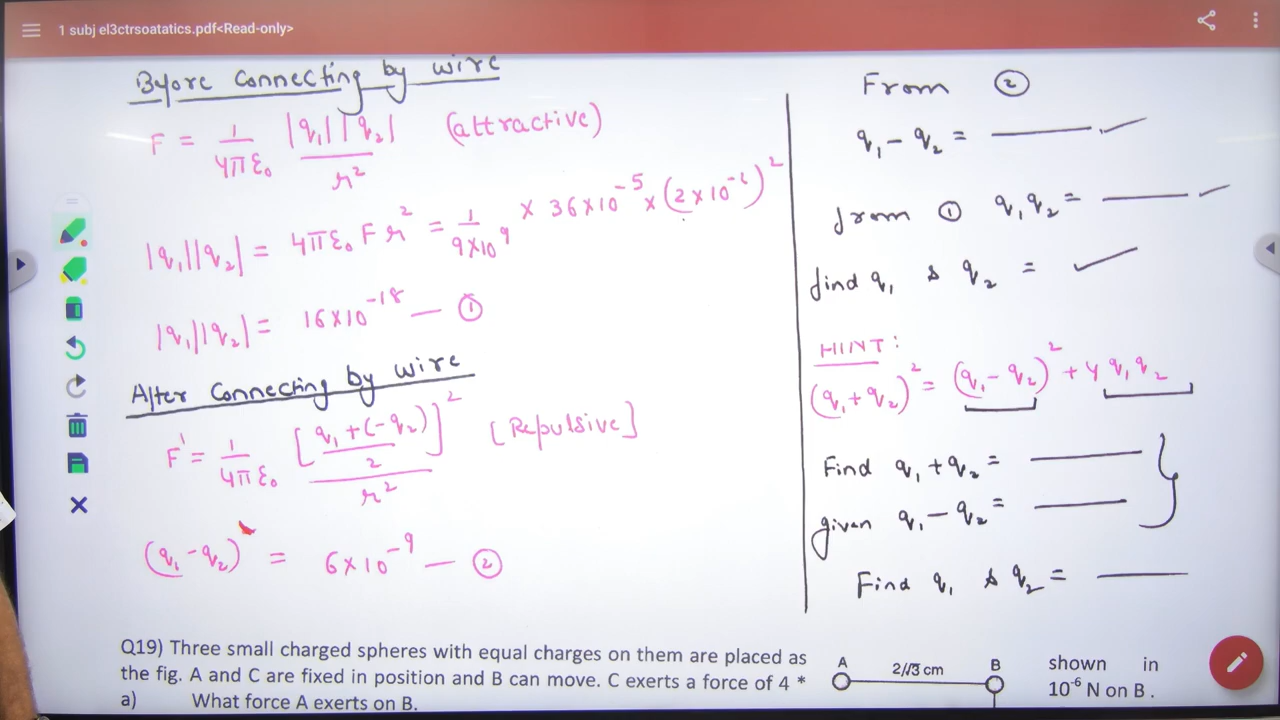 1 subj el3ctrsoatatics.pdf<Read-only>
Before Connecting by wire
F = 1/4πε₀ |q₁||q₂|/r² (attractive)
|q₁||q₂| = 4πε₀ F r² = 1/9×10⁹ × 36×10⁻⁵ × (2×10⁻²)²
|q₁||q₂| = 16×10⁻¹⁸ — ①
After Connecting by wire
F' = 1/4πε₀ [q₁+(-q₂)/2]²/r² [Repulsive]
(q₁-q₂) = 6×10⁻⁹ — ②
From ②
q₁ - q₂ = ——— ✓
from ① q₁q₂ = ——— ✓
find q₁ & q₂ = ✓
HINT:
(q₁+q₂)² = (q₁-q₂)² + 4q₁q₂
Find q₁+q₂ = ———
given q₁-q₂ = ———
Find q₁ & q₂ = ———
Q19) Three small charged spheres with equal charges on them are placed as
the fig. A and C are fixed in position and B can move. C exerts a force of 4 *
a) What force A exerts on B.
A 2/√3 cm B
shown in
10⁻⁶ N on B .